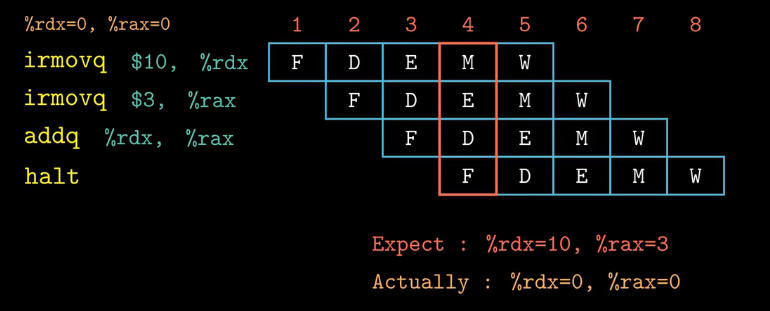 %rdx=0, %rax=0
1 2 3 4 5 6 7 8
irmovq $10, %rdx F D E M W
irmovq $3, %rax F D E M W
addq %rdx, %rax F D E M W
halt F D E M W
Expect : %rdx=10, %rax=3
Actually : %rdx=0, %rax=0